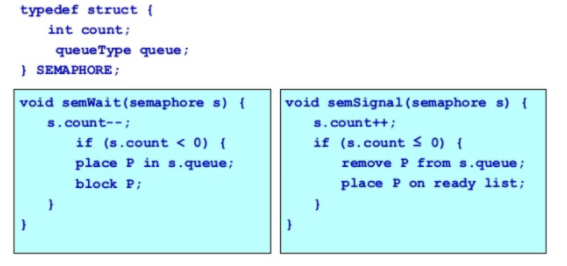 typedef struct {
int count;
queueType queue;
} SEMAPHORE;
void semWait(semaphore s) {
s.count--;
if (s.count < 0) {
place P in s.queue;
block P;
}
}
void semSignal(semaphore s) {
s.count++;
if (s.count ≤ 0) {
remove P from s.queue;
place P on ready list;
}
}